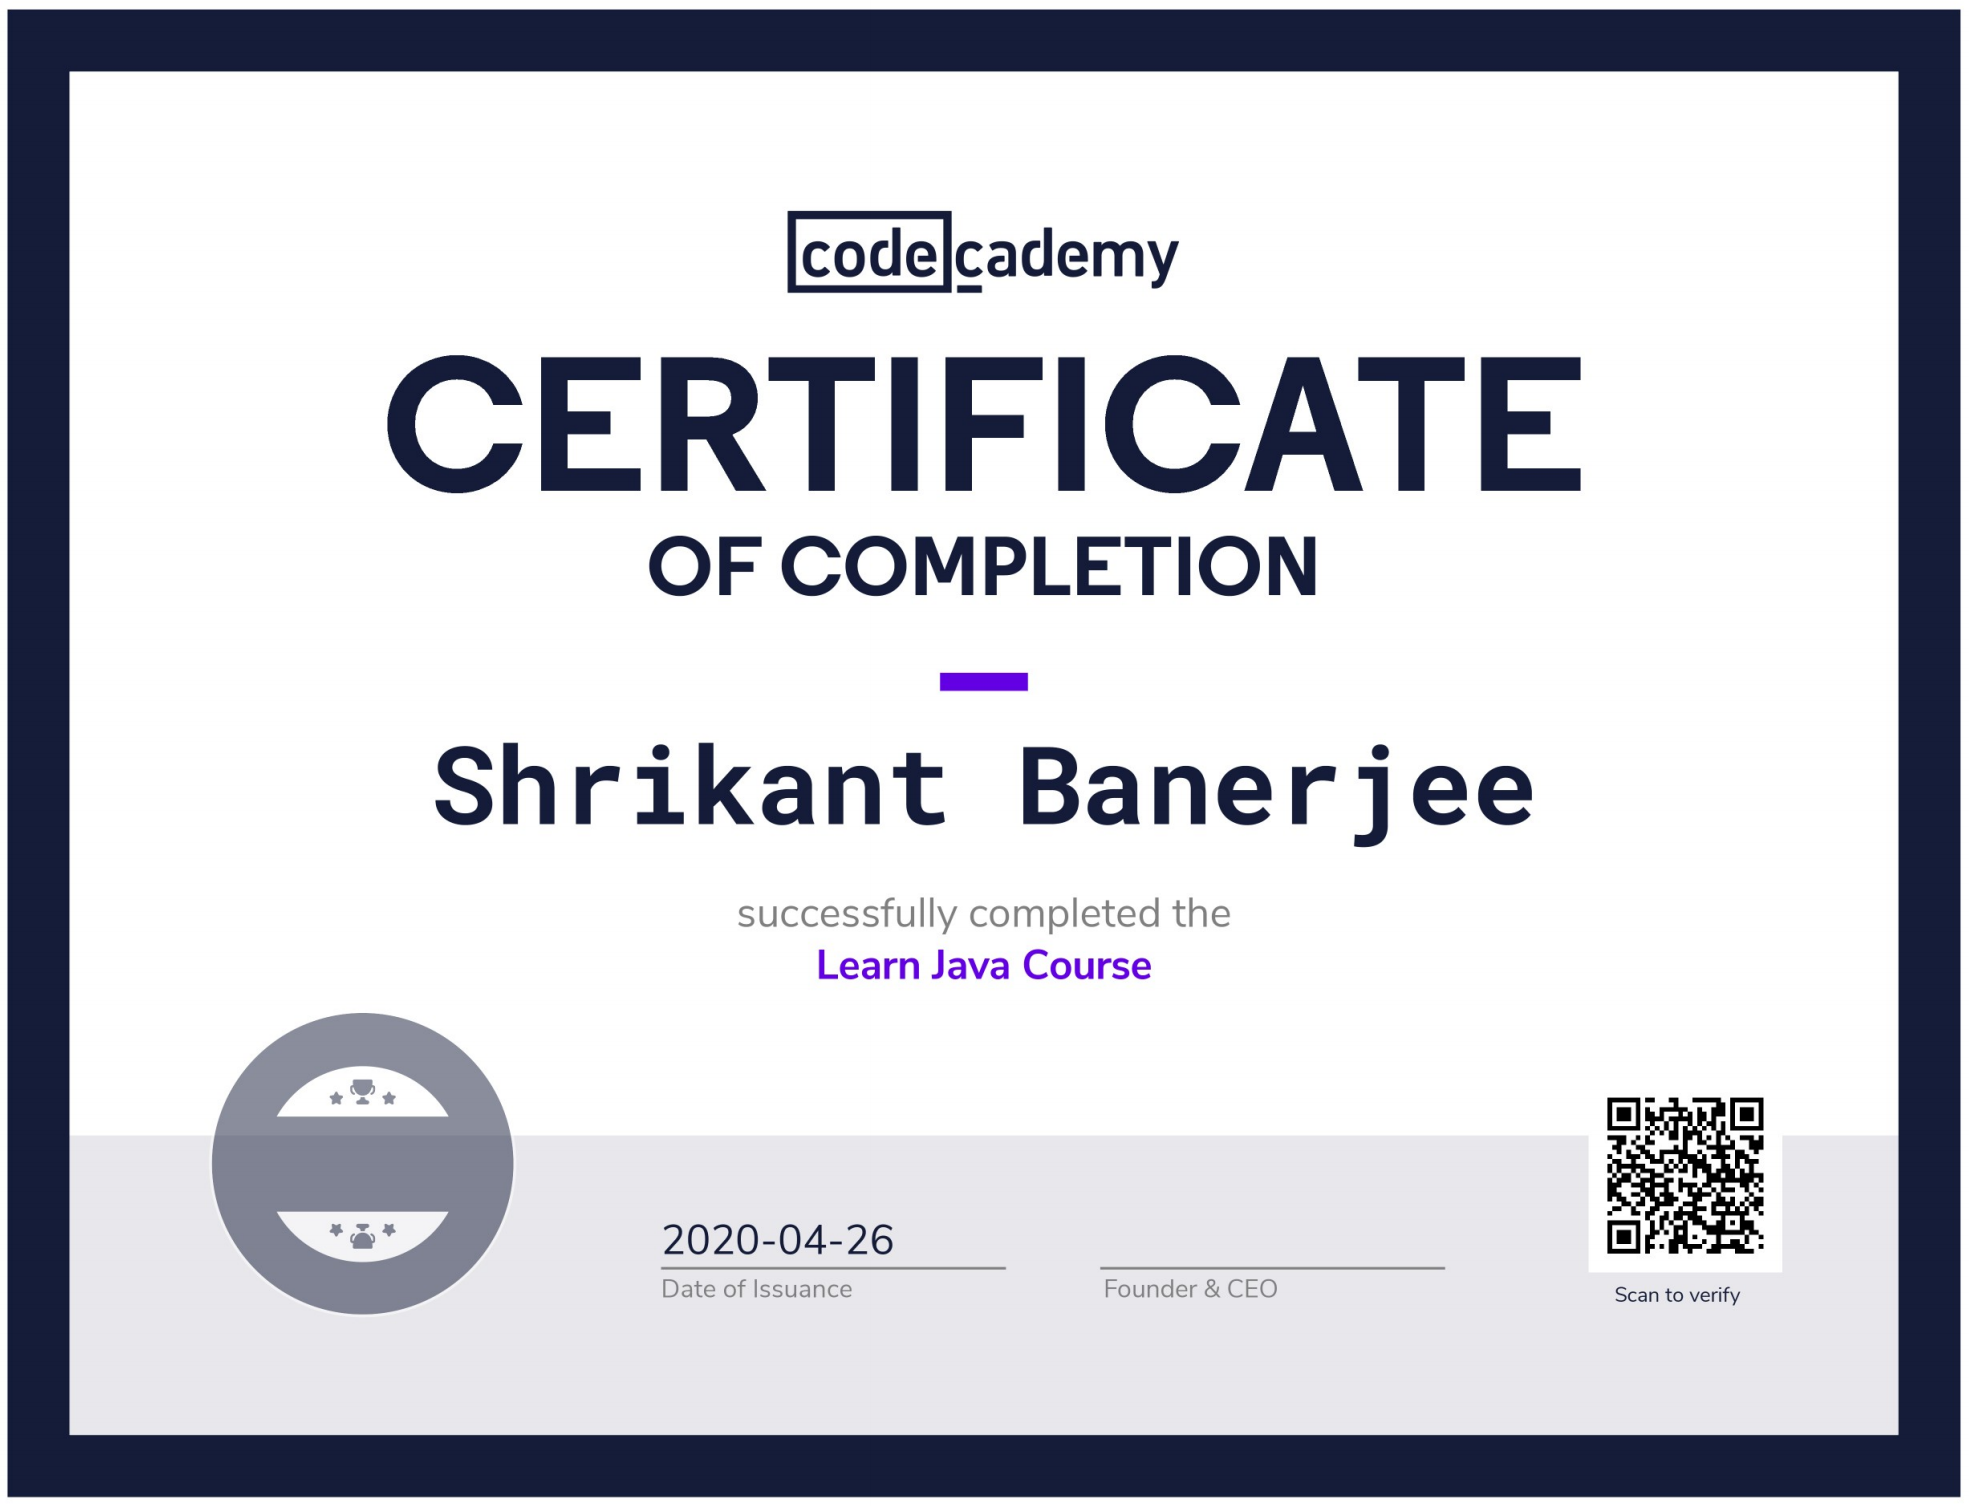 codecademy
CERTIFICATE
OF COMPLETION
Shrikant Banerjee
successfully completed the
Learn Java Course
2020-04-26
Date of Issuance
Founder & CEO
Scan to verify